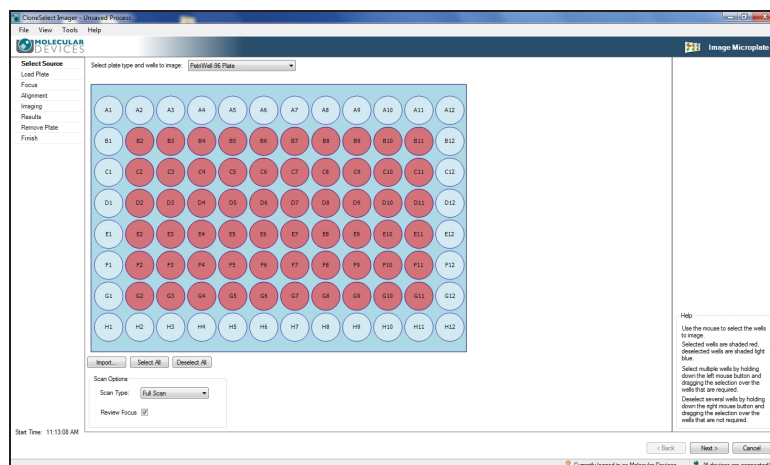 CloneSelect Imager - Unsaved Process
File View Tools Help
MOLECULAR
DEVICES
Image Microplate
Select Source
Load Plate
Focus
Alignment
Imaging
Results
Remove Plate
Finish
Select plate type and wells to image: PetriWell-96 Plate
A1 A2 A3 A4 A5 A6 A7 A8 A9 A10 A11 A12
B1 B2 B3 B4 B5 B6 B7 B8 B9 B10 B11 B12
C1 C2 C3 C4 C5 C6 C7 C8 C9 C10 C11 C12
D1 D2 D3 D4 D5 D6 D7 D8 D9 D10 D11 D12
E1 E2 E3 E4 E5 E6 E7 E8 E9 E10 E11 E12
F1 F2 F3 F4 F5 F6 F7 F8 F9 F10 F11 F12
G1 G2 G3 G4 G5 G6 G7 G8 G9 G10 G11 G12
H1 H2 H3 H4 H5 H6 H7 H8 H9 H10 H11 H12
Import... Select All Deselect All
Scan Options
Scan Type: Full Scan
Review Focus
Help
Use the mouse to select the wells
to image.
Selected wells are shaded red,
deselected wells are shaded light
blue.
Select multiple wells by holding
down the left mouse button and
dragging the selection over the
wells that are required.
Deselect several wells by holding
down the right mouse button and
dragging the selection over the
wells that are not required.
Start Time: 11:13:08 AM
< Back Next > Cancel
Currently logged in as Molecular Devices All devices are connected